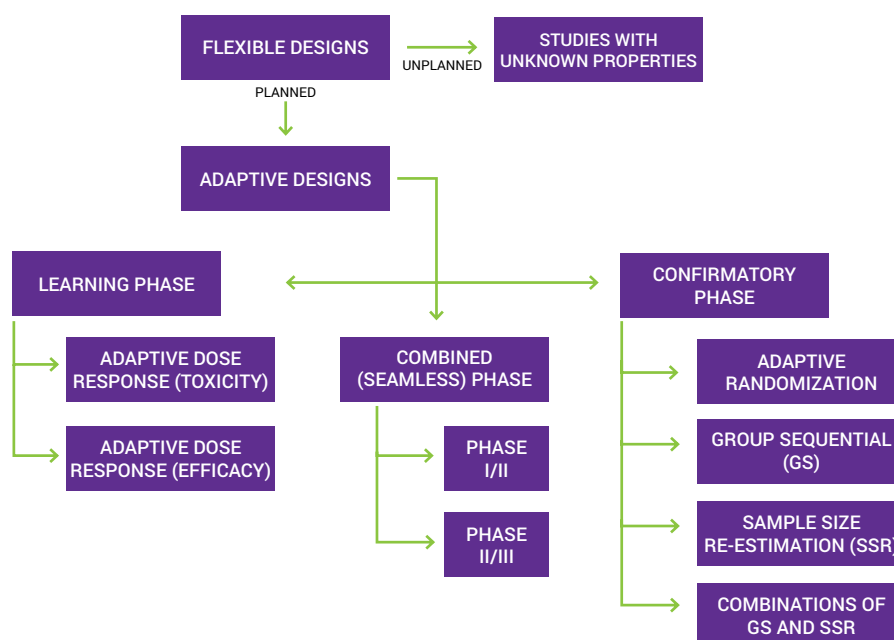 FLEXIBLE DESIGNS
UNPLANNED
STUDIES WITH
UNKNOWN PROPERTIES
PLANNED
ADAPTIVE DESIGNS
LEARNING PHASE
ADAPTIVE DOSE
RESPONSE (TOXICITY)
ADAPTIVE DOSE
RESPONSE (EFFICACY)
COMBINED
(SEAMLESS) PHASE
PHASE
I/II
PHASE
II/III
CONFIRMATORY
PHASE
ADAPTIVE
RANDOMIZATION
GROUP SEQUENTIAL
(GS)
SAMPLE SIZE
RE-ESTIMATION (SSR)
COMBINATIONS OF
GS AND SSR